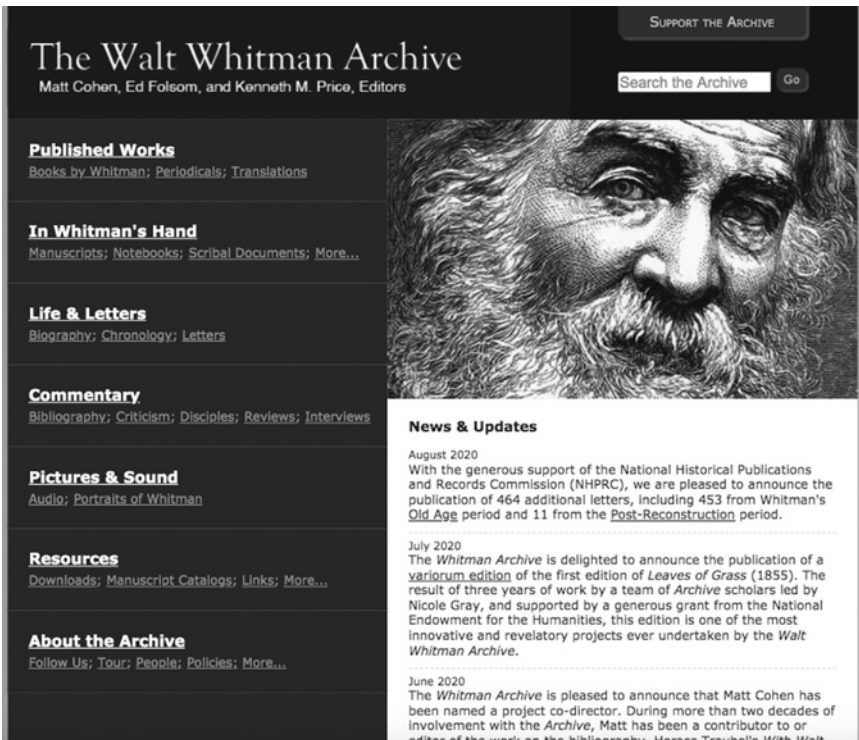 The Walt Whitman Archive
Matt Cohen, Ed Folsom, and Kenneth M. Price, Editors
SUPPORT THE ARCHIVE
Search the Archive
Go
Published Works
Books by Whitman; Periodicals; Translations
In Whitman's Hand
Manuscripts; Notebooks; Scribal Documents; More...
Life & Letters
Biography; Chronology; Letters
Commentary
Bibliography; Criticism; Disciples; Reviews; Interviews
Pictures & Sound
Audio; Portraits of Whitman
Resources
Downloads; Manuscript Catalogs; Links; More...
About the Archive
Follow Us; Tour; People; Policies; More...
News & Updates
August 2020
With the generous support of the National Historical Publications
and Records Commission (NHPRC), we are pleased to announce the
publication of 464 additional letters, including 453 from Whitman's
Old Age period and 11 from the Post-Reconstruction period.
July 2020
The Whitman Archive is delighted to announce the publication of a
variorum edition of the first edition of Leaves of Grass (1855). The
result of three years of work by a team of Archive scholars led by
Nicole Gray, and supported by a generous grant from the National
Endowment for the Humanities, this edition is one of the most
innovative and revelatory projects ever undertaken by the Walt
Whitman Archive.
June 2020
The Whitman Archive is pleased to announce that Matt Cohen has
been named a project co-director. During more than two decades of
involvement with the Archive, Matt has been a contributor to or
editor of the work on the bibliography, Horace Traubel's With Walt